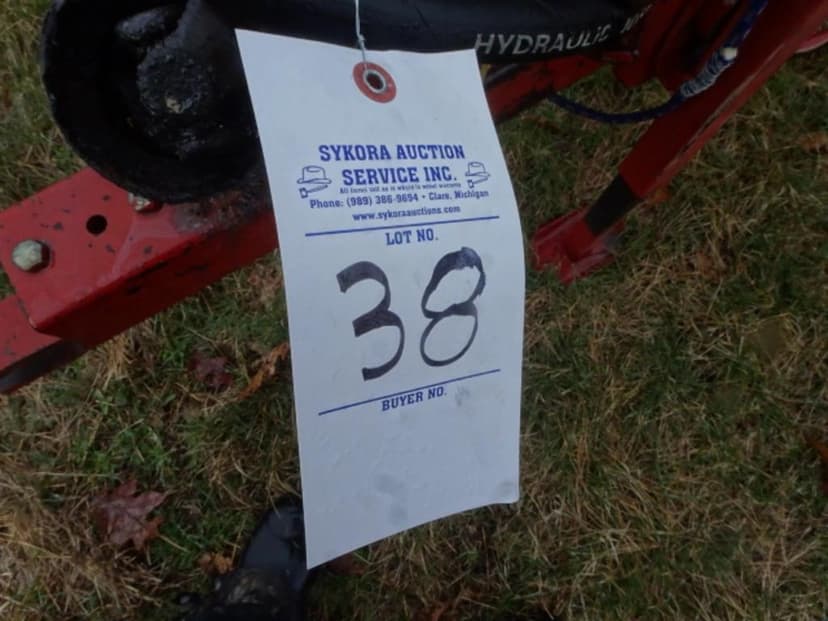 HYDRAULIC
SYKORA AUCTION
SERVICE INC.
All items sell as is where is without warranty
Phone: (989) 386-9694 • Clare, Michigan
www.sykoraauctions.com
LOT NO.
38
BUYER NO.